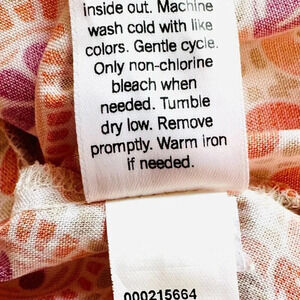 inside out. Machine
wash cold with like
colors. Gentle cycle.
Only non-chlorine
bleach when
needed. Tumble
dry low. Remove
promptly. Warm iron
if needed.
000215664